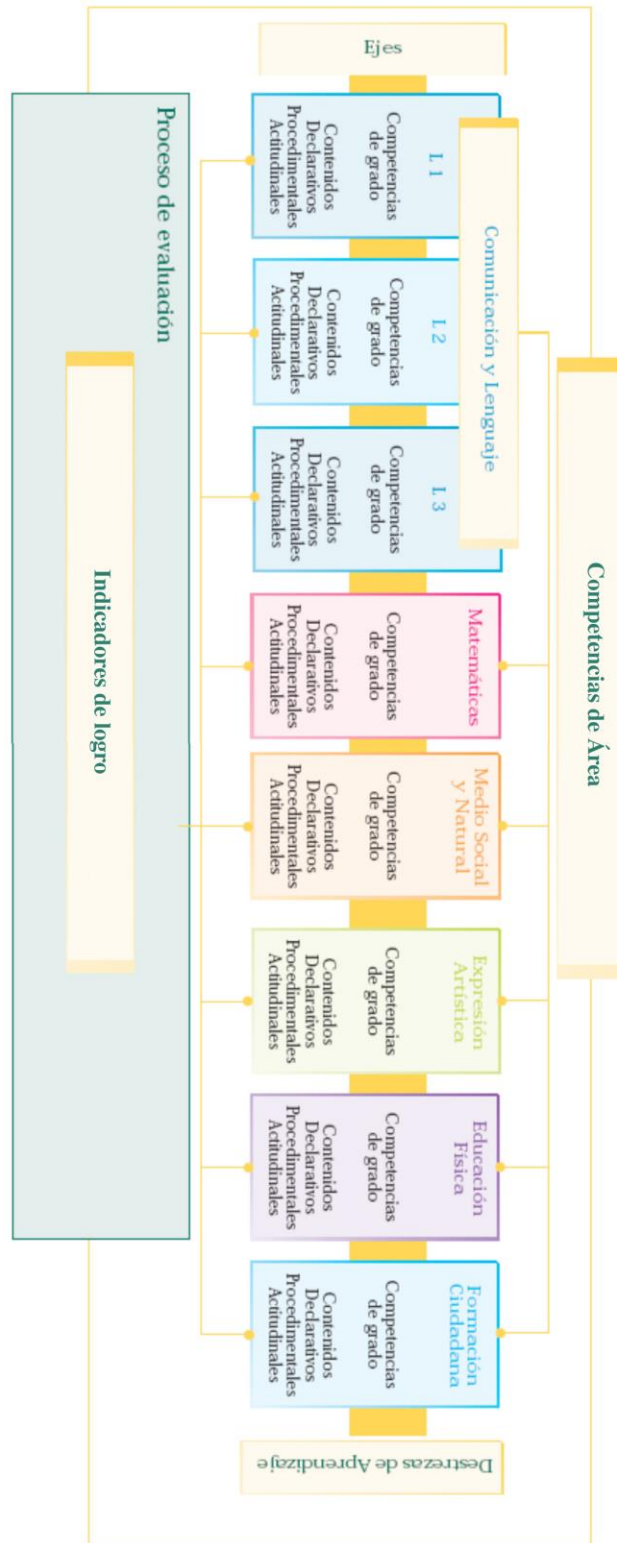 Competencias de Área
Comunicación y Lenguaje
Ejes
L 1
Competencias
de grado
Contenidos
Declarativos
Procedimentales
Actitudinales
L 2
Competencias
de grado
Contenidos
Declarativos
Procedimentales
Actitudinales
L 3
Competencias
de grado
Contenidos
Declarativos
Procedimentales
Actitudinales
Matemáticas
Competencias
de grado
Contenidos
Declarativos
Procedimentales
Actitudinales
Medio Social
y Natural
Competencias
de grado
Contenidos
Declarativos
Procedimentales
Actitudinales
Expresión
Artística
Competencias
de grado
Contenidos
Declarativos
Procedimentales
Actitudinales
Educación
Física
Competencias
de grado
Contenidos
Declarativos
Procedimentales
Actitudinales
Formación
Ciudadana
Competencias
de grado
Contenidos
Declarativos
Procedimentales
Actitudinales
Destrezas de Aprendizaje
Proceso de evaluación
Indicadores de logro